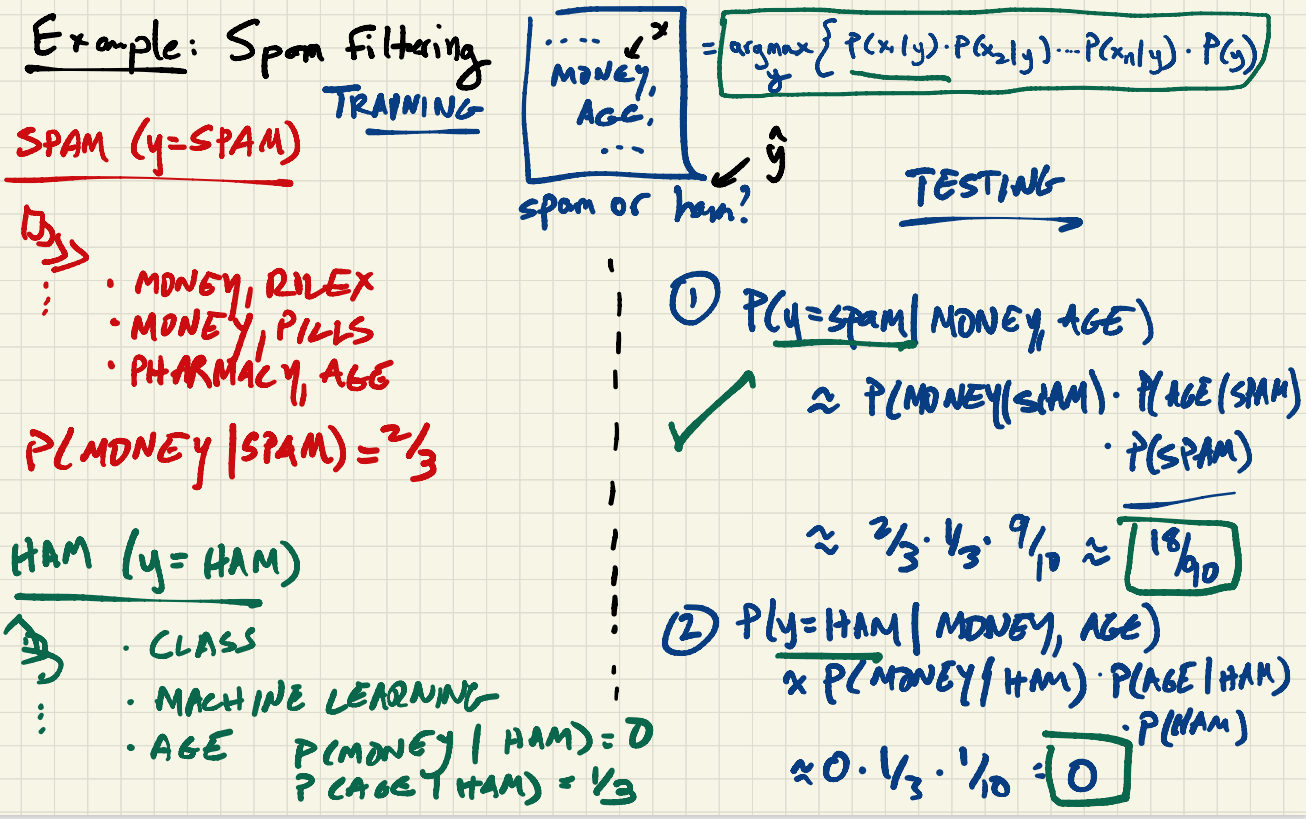 Example: Spam Filtering
TRAINING
x
.....
MONEY,
AGE.
...
ŷ
spam or ham?
= argmax y { P(x₁|y) · P(x₂|y) ···· P(xₙ|y) · P(y)
SPAM (y=SPAM)
⋮
· MONEY, ROLEX
· MONEY, PILLS
· PHARMACY, AGE
P(MONEY|SPAM) = 2/3
HAM (y=HAM)
⋮
· CLASS
· MACHINE LEARNING
· AGE
P(MONEY | HAM) = 0
P(AGE | HAM) = 1/3
TESTING
① P(y=spam| MONEY, AGE)
≈ P(MONEY|SPAM) · P(AGE|SPAM)
· P(SPAM)
≈ 2/3 · 1/3 · 9/10 ≈ 18/90
② P(y=HAM| MONEY, AGE)
≈ P(MONEY|HAM) · P(AGE|HAM)
· P(HAM)
≈ 0 · 1/3 · 1/10 = 0